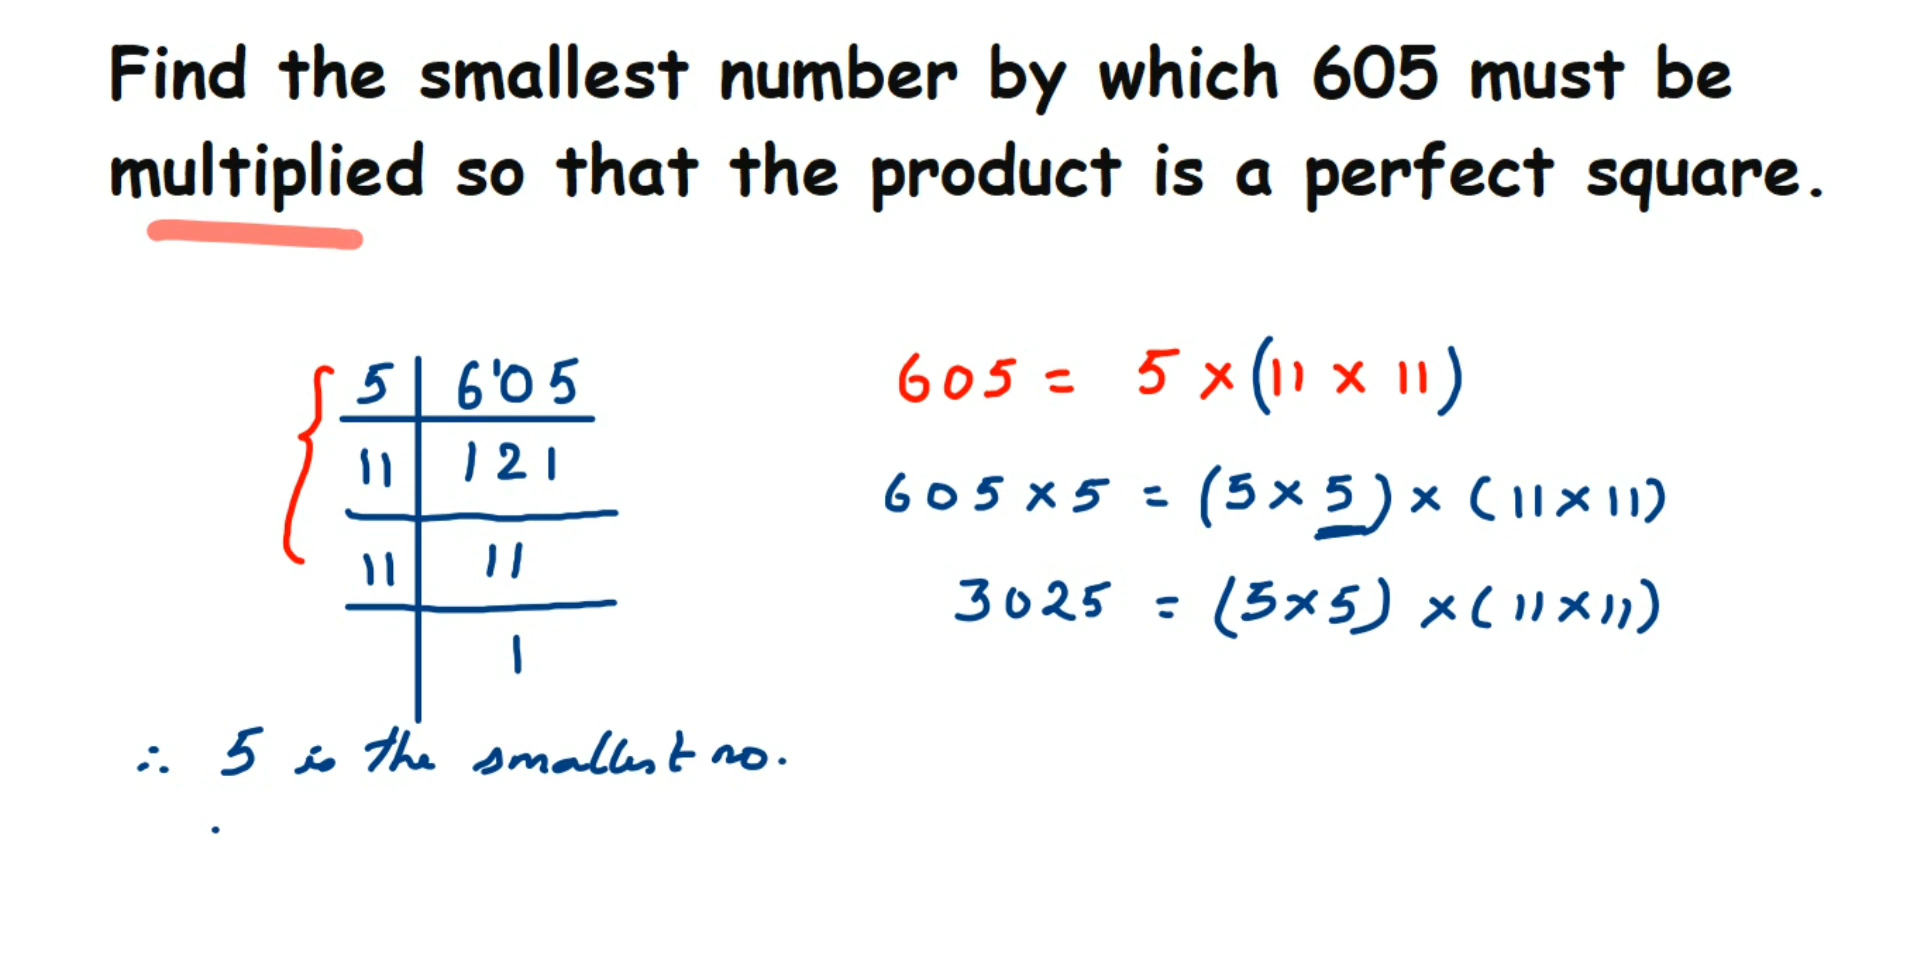 Find the smallest number by which 605 must be
multiplied so that the product is a perfect square.
5 | 6'05
11 | 121
11 | 11
1
605 = 5 × (11 × 11)
605 × 5 = (5 × 5) × (11 × 11)
3025 = (5 × 5) × (11 × 11)
∴ 5 is the smallest no.